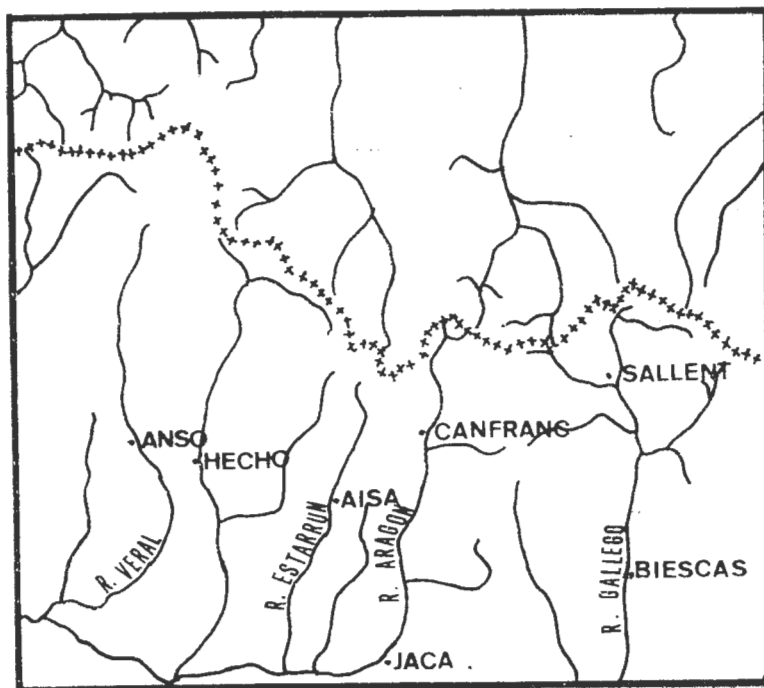 SALLENT
CANFRANC
ANSO
HECHO
AISA
R. VERAL
R. ESTARRUN
R. ARAGON
R. GALLEGO
BIESCAS
JACA